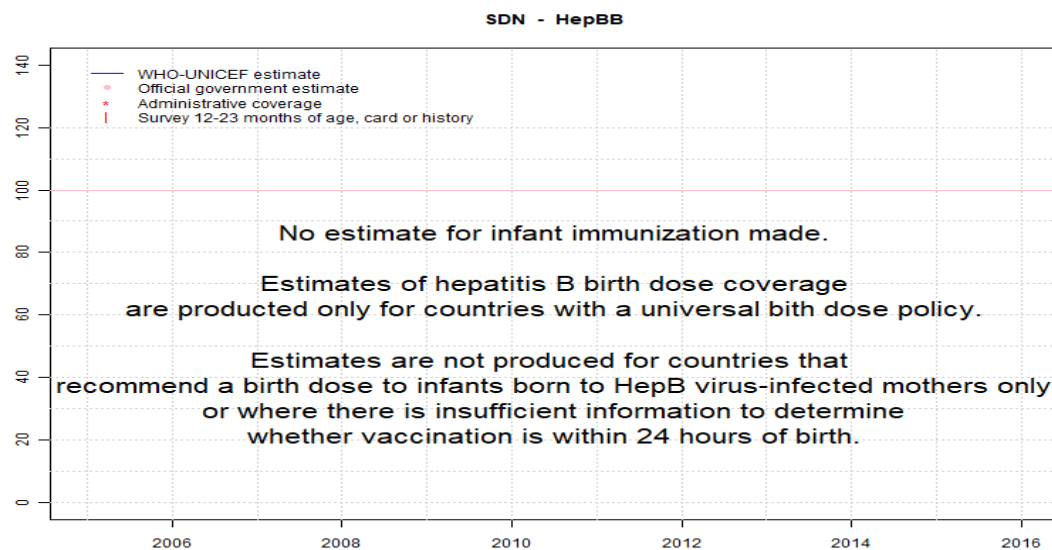 SDN - HepBB
WHO-UNICEF estimate
Official government estimate
Administrative coverage
Survey 12-23 months of age, card or history
140
120
100
80
60
40
20
0
No estimate for infant immunization made.
Estimates of hepatitis B birth dose coverage
are producted only for countries with a universal bith dose policy.
Estimates are not produced for countries that
recommend a birth dose to infants born to HepB virus-infected mothers only
or where there is insufficient information to determine
whether vaccination is within 24 hours of birth.
2006 2008 2010 2012 2014 2016